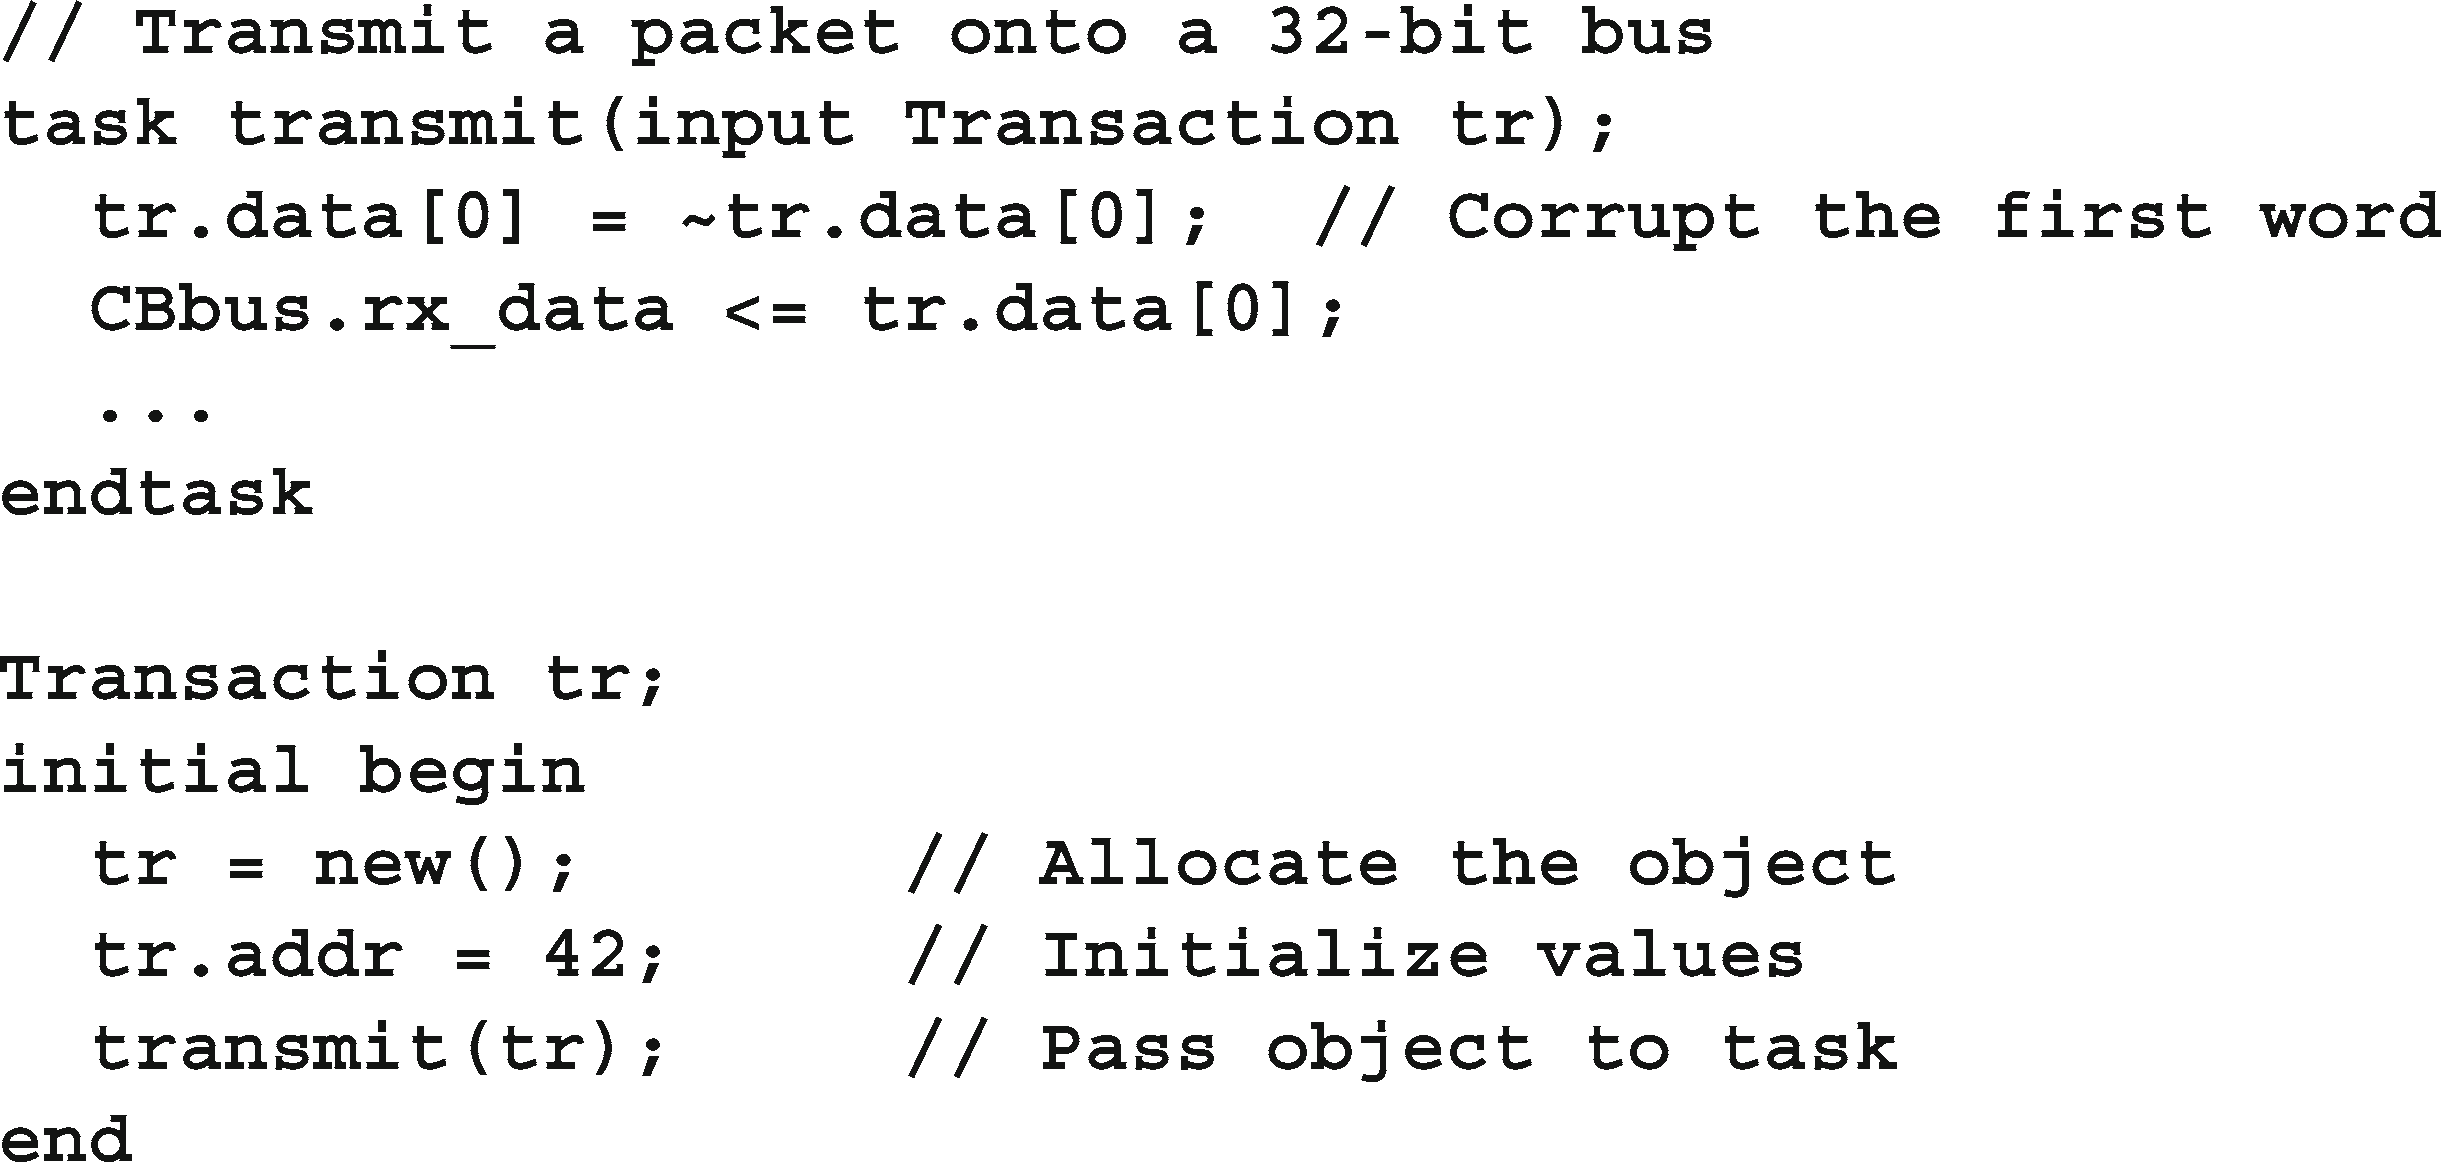 // Transmit a packet onto a 32-bit bus
task transmit(input Transaction tr);
  tr.data[0] = ~tr.data[0];  // Corrupt the first word
  CBbus.rx_data <= tr.data[0];
  ...
endtask

Transaction tr;
initial begin
  tr = new();       // Allocate the object
  tr.addr = 42;     // Initialize values
  transmit(tr);     // Pass object to task
end